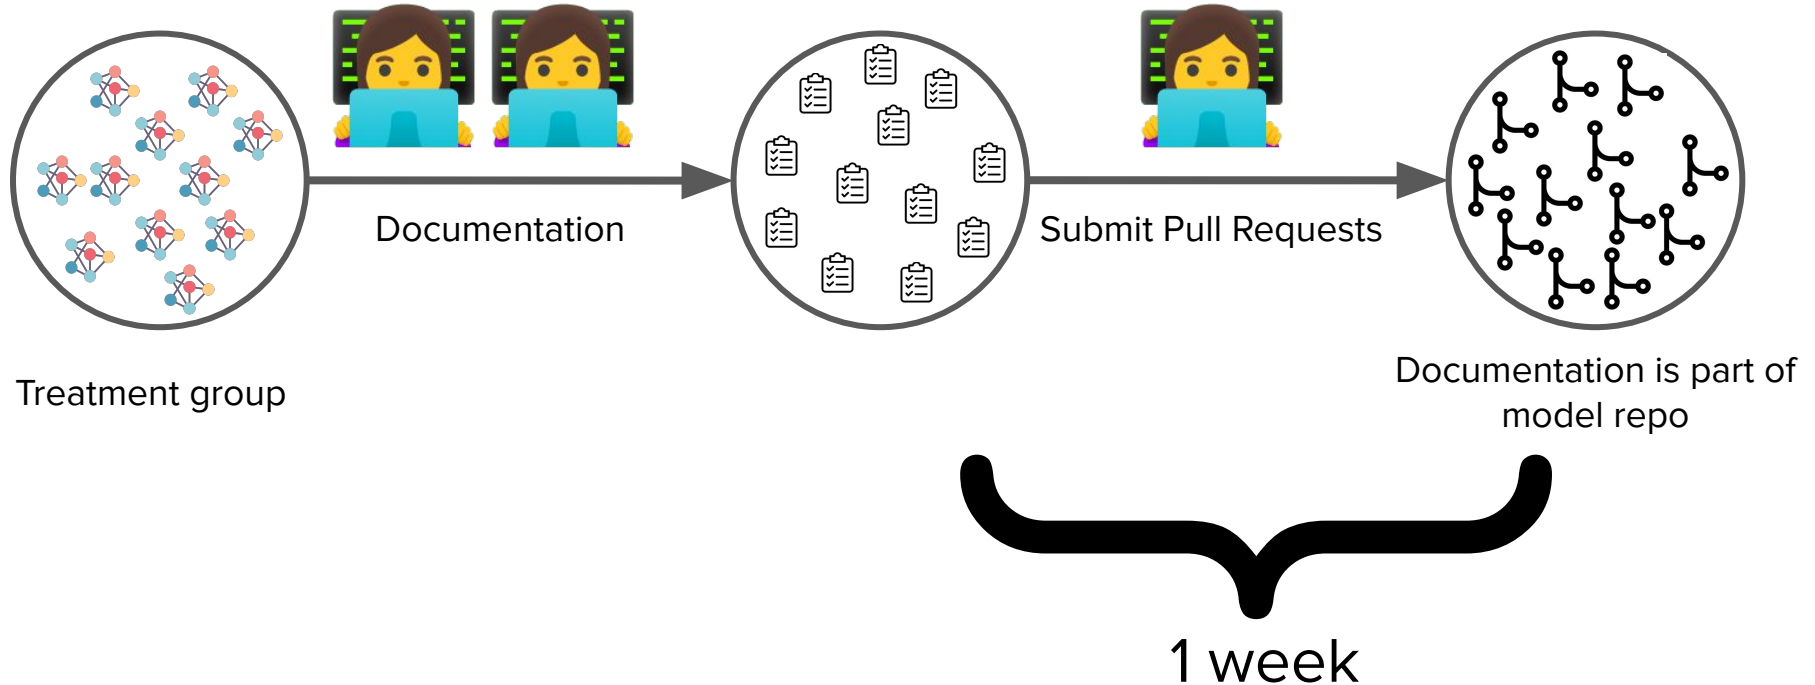 Documentation
Submit Pull Requests
Treatment group
Documentation is part of
model repo
1 week